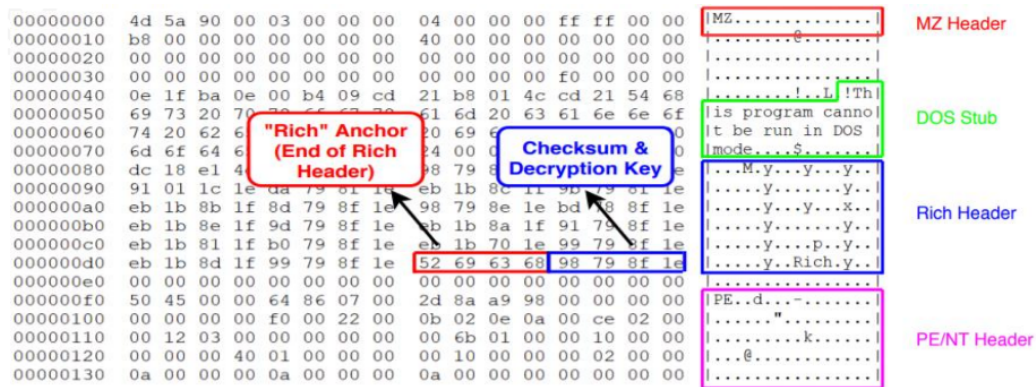 00000000 4d 5a 90 00 03 00 00 00 04 00 00 00 ff ff 00 00 |MZ..............| MZ Header
00000010 b8 00 00 00 00 00 00 00 40 00 00 00 00 00 00 00 |........@.......|
00000020 00 00 00 00 00 00 00 00 00 00 00 00 00 00 00 00 |................|
00000030 00 00 00 00 00 00 00 00 00 00 00 00 f0 00 00 00 |................|
00000040 0e 1f ba 0e 00 b4 09 cd 21 b8 01 4c cd 21 54 68 |........!..L.!Th|
00000050 69 73 20 70 61 6d 20 63 61 6e 6e 6f |is program canno| DOS Stub
00000060 74 20 62 20 |t be run in DOS|
00000070 6d 6f 64 24 00 |mode....$.......|
"Rich" Anchor
(End of Rich
Header)
Checksum &
Decryption Key
00000080 dc 18 e1 98 79 |...M.y...y...y..|
00000090 91 01 1c 1e da 79 8f 1e eb 1b 8c 1f 9b 79 8f 1e |.....y.......y..|
000000a0 eb 1b 8b 1f 8d 79 8f 1e 98 79 8e 1e bd 78 8f 1e |.....y...y...x..| Rich Header
000000b0 eb 1b 8e 1f 9d 79 8f 1e eb 1b 8a 1f 91 79 8f 1e |.....y.......y..|
000000c0 eb 1b 81 1f b0 79 8f 1e eb 1b 70 1e 99 79 8f 1e |.....y....p..y..|
000000d0 eb 1b 8d 1f 99 79 8f 1e 52 69 63 68 98 79 8f 1e |.....y..Rich.y..|
000000e0 00 00 00 00 00 00 00 00 00 00 00 00 00 00 00 00 |................|
000000f0 50 45 00 00 64 86 07 00 2d 8a a9 98 00 00 00 00 |PE..d...-.......|
00000100 00 00 00 00 f0 00 22 00 0b 02 0e 0a 00 ce 02 00 |......".........|
00000110 00 12 03 00 00 00 00 00 00 6b 01 00 00 10 00 00 |.........k......| PE/NT Header
00000120 00 00 00 40 01 00 00 00 00 10 00 00 00 02 00 00 |...@............|
00000130 0a 00 00 00 0a 00 00 00 0a 00 00 00 00 00 00 00 |................|